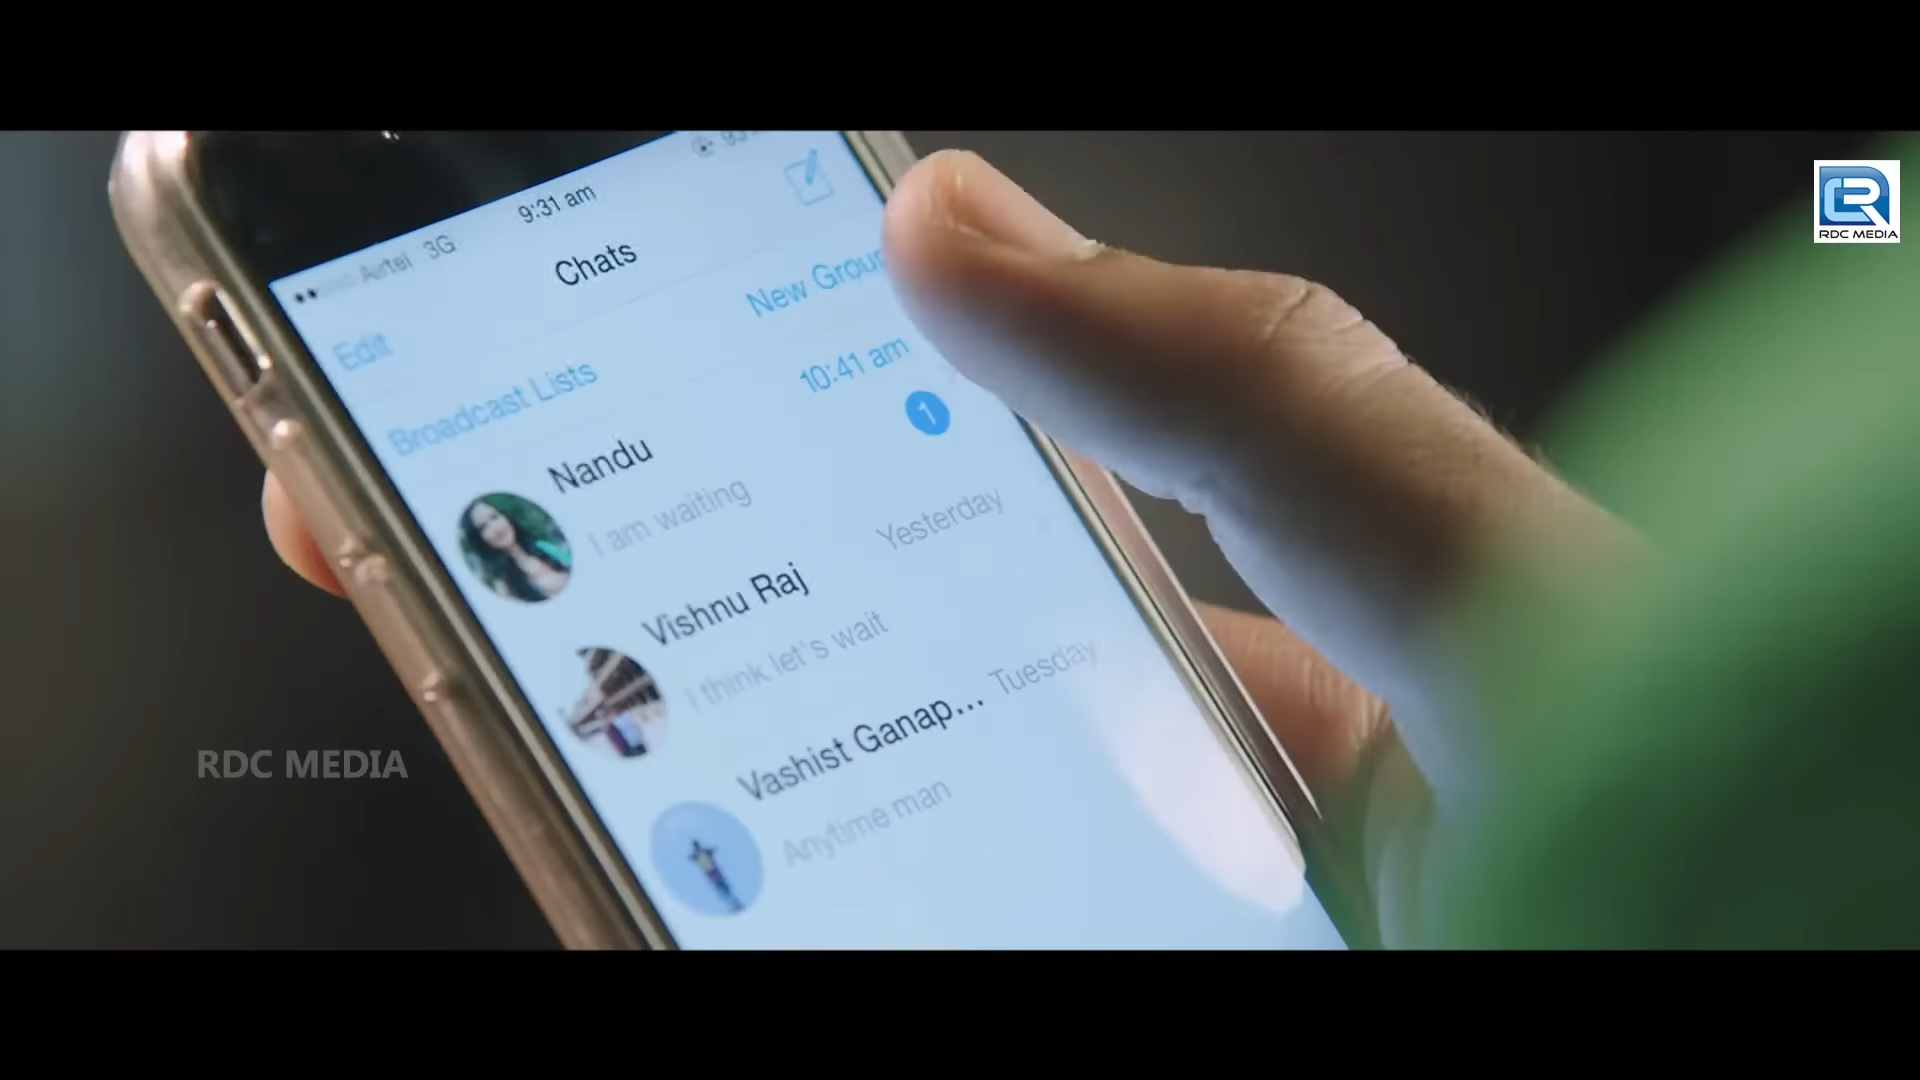 Airtel 3G
9:31 am
Chats
Edit
Broadcast Lists
New Grou
10:41 am
Nandu
1
I am waiting
Yesterday
Vishnu Raj
I think let's wait
Tuesday
Vashist Ganap...
Anytime man
RDC MEDIA
RDC MEDIA